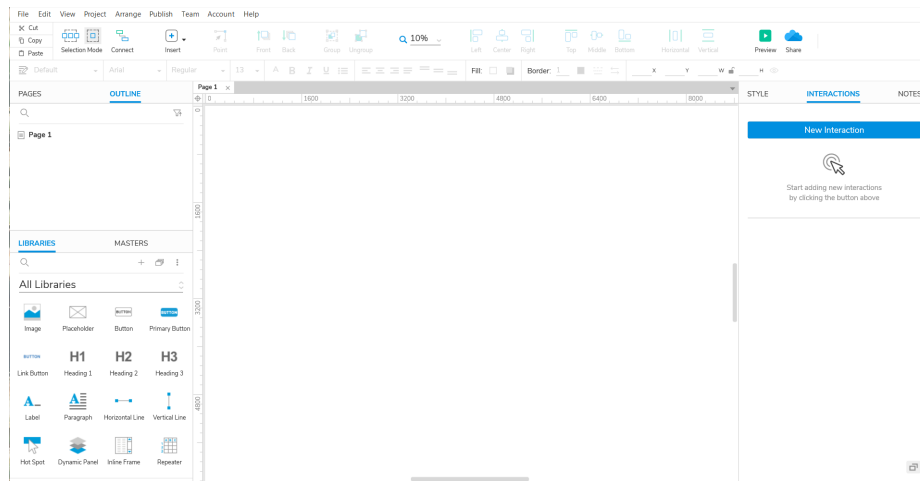 File Edit View Project Arrange Publish Team Account Help
Cut
Copy
Paste
Selection Mode Connect Insert Point Front Back Group Ungroup 10% Left Center Right Top Middle Bottom Horizontal Vertical Preview Share
Default Arial Regular 13 A B I U Fill: Border: 1 X Y W H
PAGES OUTLINE Page 1 STYLE INTERACTIONS NOTES
0 1600 3200 4800 6400 8000
0
Page 1
New Interaction
Start adding new interactions
by clicking the button above
1600
LIBRARIES MASTERS
All Libraries
3200
BUTTON BUTTON
Image Placeholder Button Primary Button
BUTTON H1 H2 H3
Link Button Heading 1 Heading 2 Heading 3
4800
A A
Label Paragraph Horizontal Line Vertical Line
Hot Spot Dynamic Panel Inline Frame Repeater